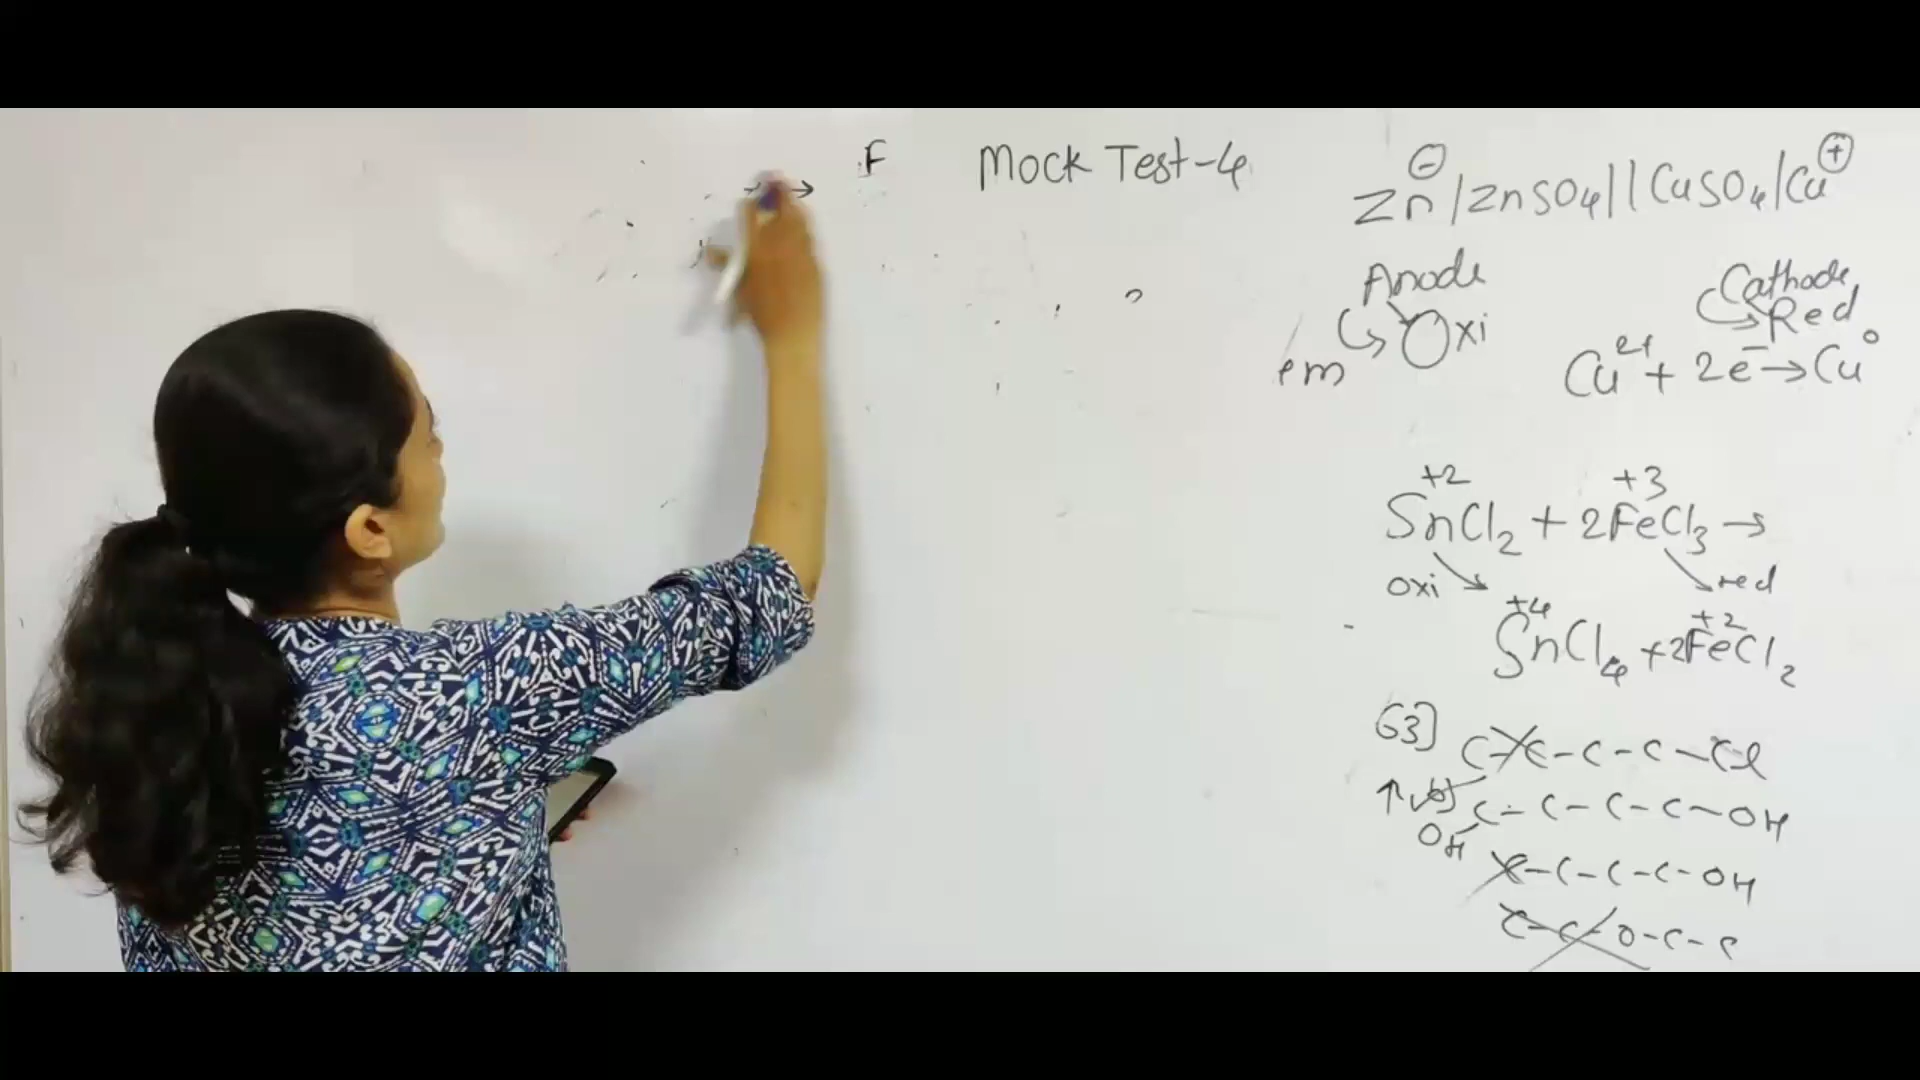 F
Mock Test-4
⊖ ⊕
Zn/ZnSO4||CuSO4/Cu
Anode
Oxi
em
Cathode
Red
Cu2+ + 2e- → Cu0
+2 +3
SnCl2 + 2FeCl3 →
oxi red
+4 +2
SnCl4 + 2FeCl2
63] C-C-C-C-Cl
C-C-C-C-OH
OH
C-C-C-C-OH
C-C-O-C-C